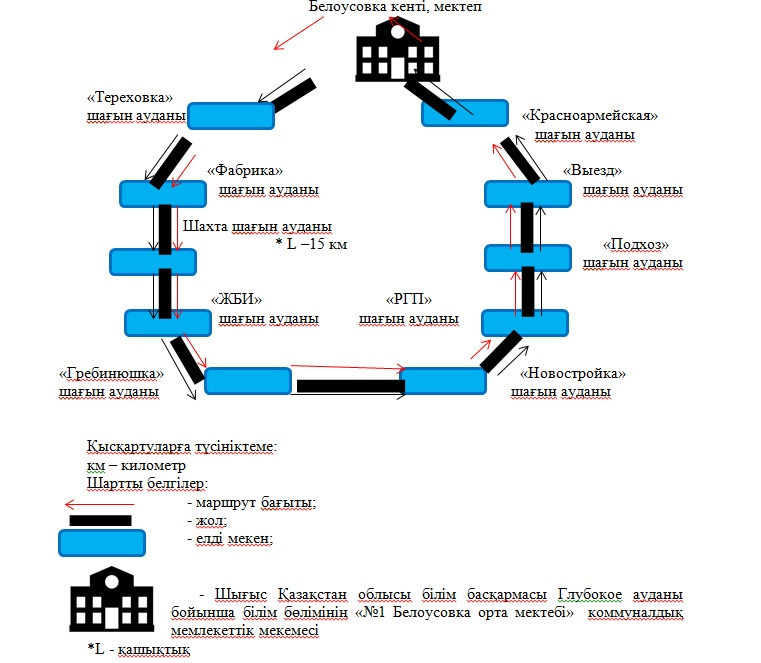 Белоусовка кенті, мектеп
«Тереховка»
шағын ауданы
«Красноармейская»
шағын ауданы
«Фабрика»
шағын ауданы
«Выезд»
шағын ауданы
Шахта шағын ауданы
* L –15 км
«Подхоз»
шағын ауданы
«ЖБИ»
шағын ауданы
«РГП»
шағын ауданы
«Гребинюшка»
шағын ауданы
«Новостройка»
шағын ауданы
Қысқартуларға түсініктеме:
км – километр
Шартты белгілер:
- маршрут бағыты;
- жол;
- елді мекен;
- Шығыс Қазақстан облысы білім басқармасы Глубокое ауданы
бойынша білім бөлімінің «№1 Белоусовка орта мектебі» коммуналдық
мемлекеттік мекемесі
*L - қашықтық